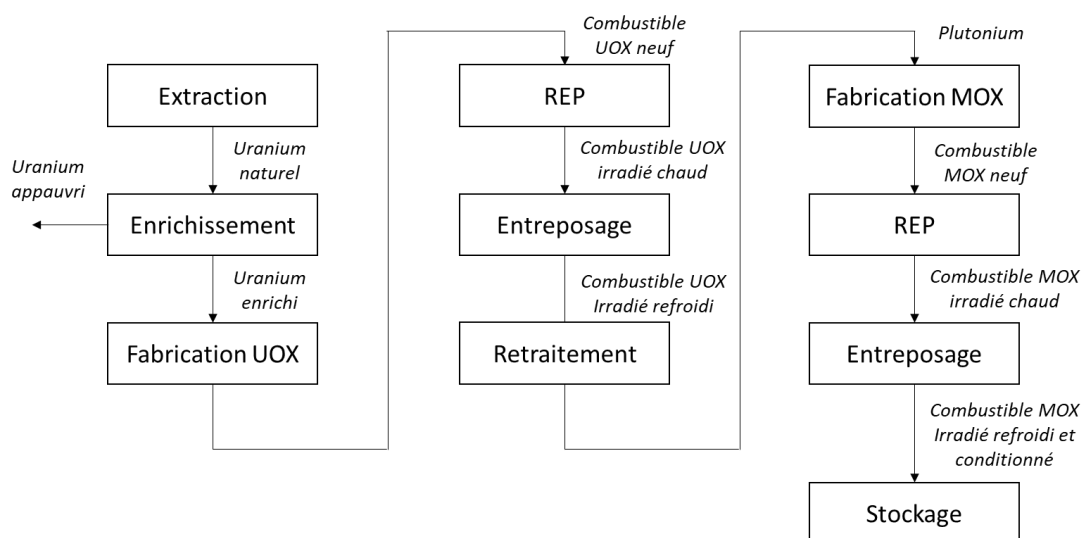 Extraction
Uranium
naturel
Uranium
appauvri
Enrichissement
Uranium
enrichi
Fabrication UOX
Combustible
UOX neuf
REP
Combustible UOX
irradié chaud
Entreposage
Combustible UOX
Irradié refroidi
Retraitement
Plutonium
Fabrication MOX
Combustible
MOX neuf
REP
Combustible MOX
irradié chaud
Entreposage
Combustible MOX
Irradié refroidi et
conditionné
Stockage